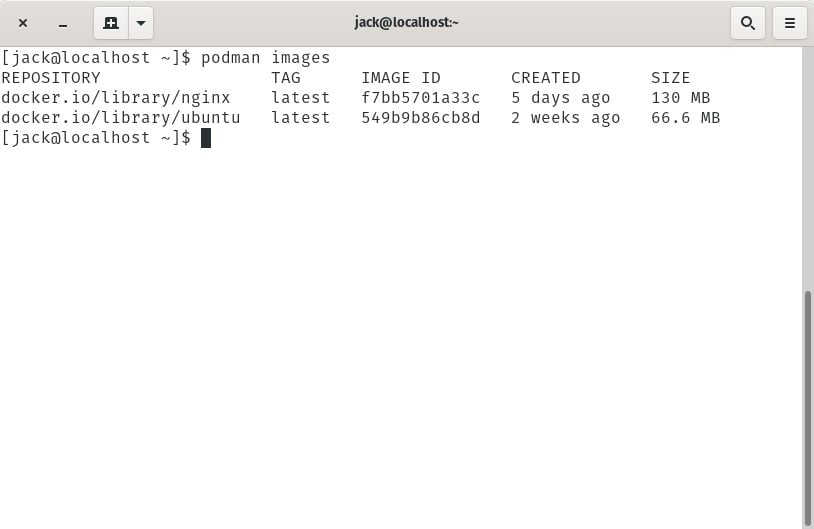 jack@localhost:~
[jack@localhost ~]$ podman images
REPOSITORY                 TAG      IMAGE ID       CREATED       SIZE
docker.io/library/nginx    latest   f7bb5701a33c   5 days ago    130 MB
docker.io/library/ubuntu   latest   549b9b86cb8d   2 weeks ago   66.6 MB
[jack@localhost ~]$